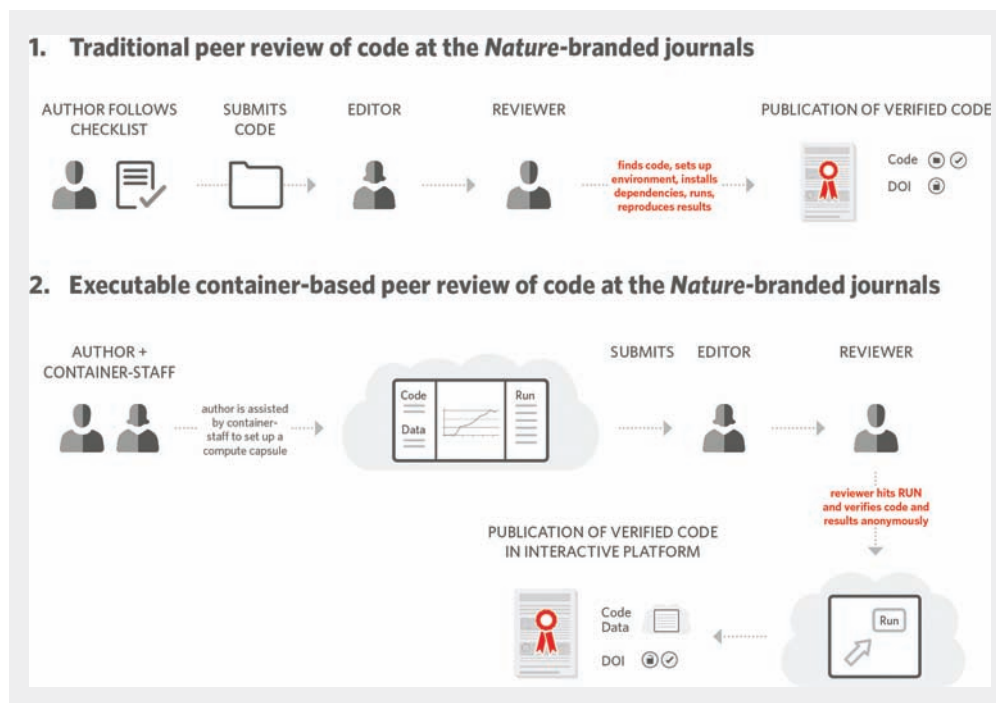 1. Traditional peer review of code at the Nature-branded journals
AUTHOR FOLLOWS
CHECKLIST
SUBMITS
CODE
EDITOR
REVIEWER
finds code, sets up
environment, installs
dependencies, runs,
reproduces results
PUBLICATION OF VERIFIED CODE
Code
DOI
2. Executable container-based peer review of code at the Nature-branded journals
AUTHOR +
CONTAINER-STAFF
author is assisted
by container-
staff to set up a
compute capsule
Code
Data
Run
SUBMITS
EDITOR
REVIEWER
reviewer hits RUN
and verifies code and
results anonymously
Run
PUBLICATION OF VERIFIED CODE
IN INTERACTIVE PLATFORM
Code
Data
DOI